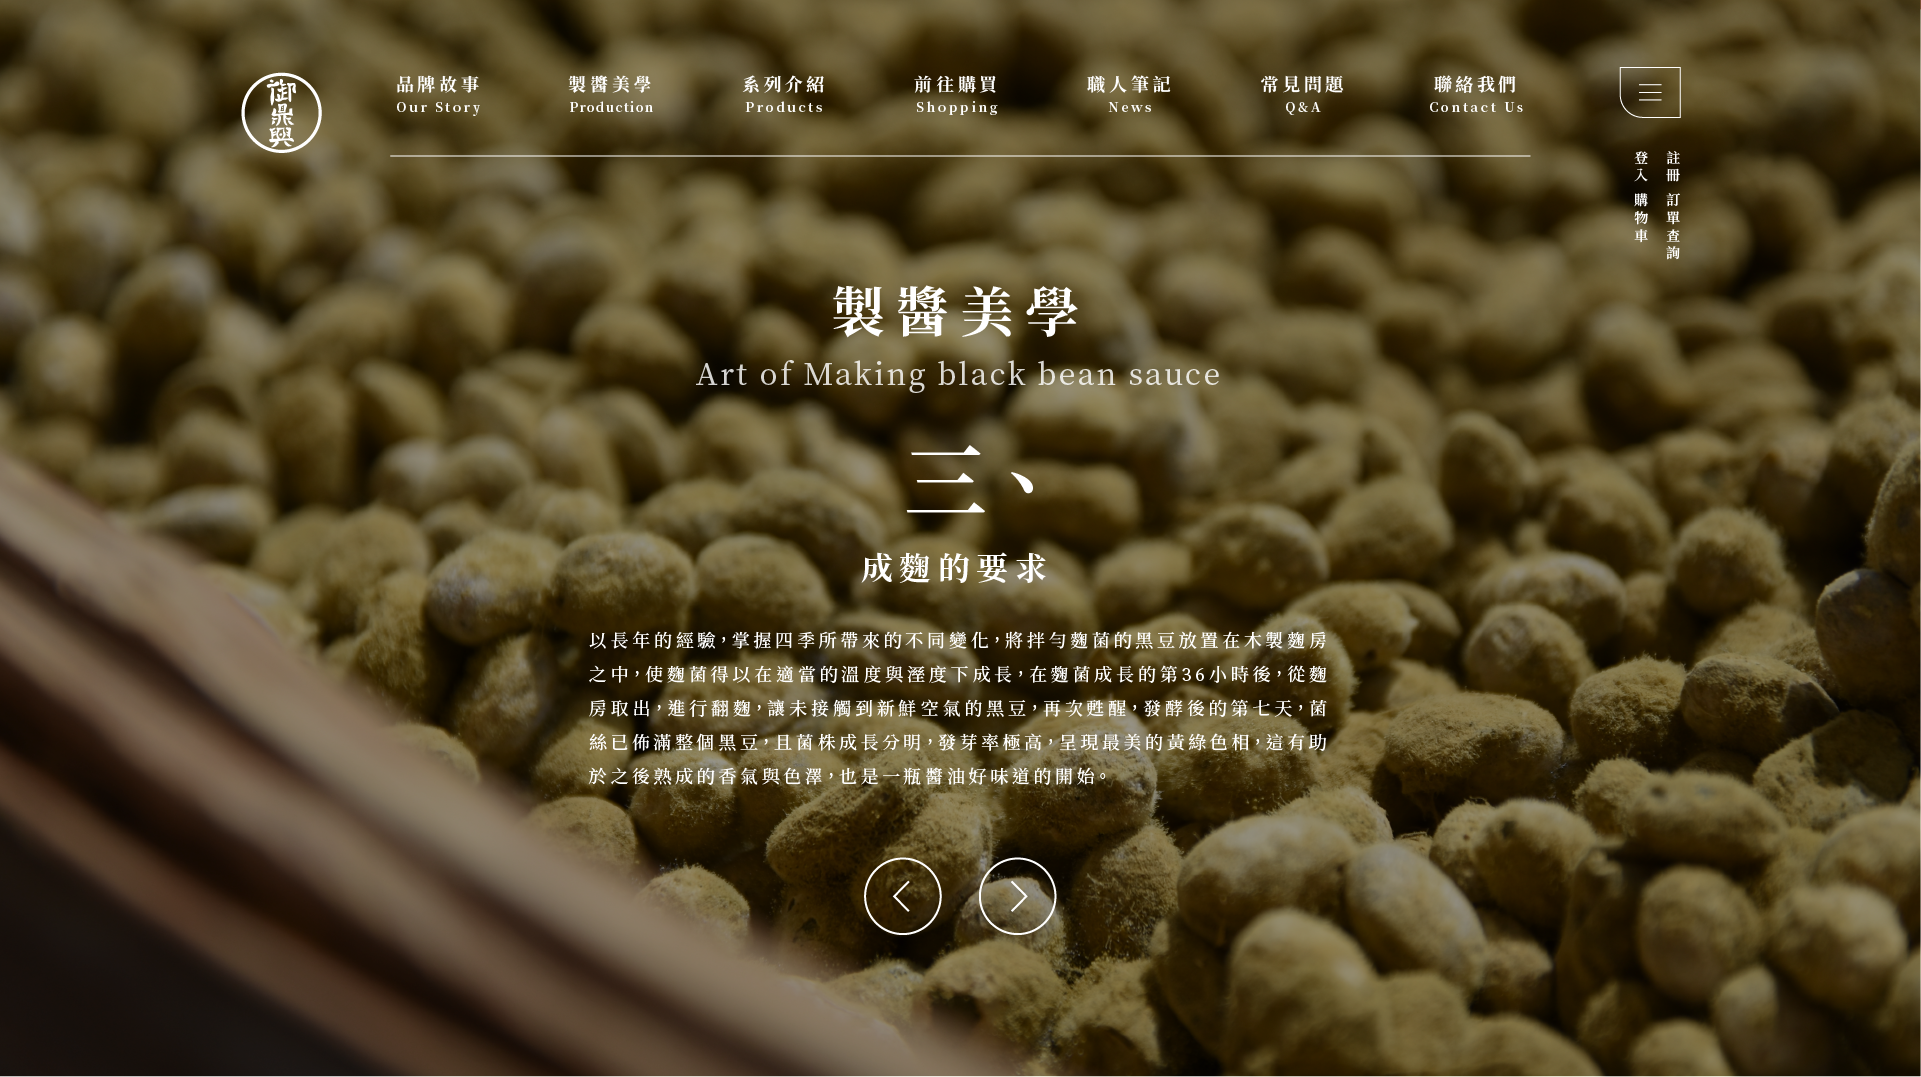 御鼎興
品牌故事
Our Story
製醬美學
Production
系列介紹
Products
前往購買
Shopping
職人筆記
News
常見問題
Q&A
聯絡我們
Contact Us
註冊 訂單查詢
登入 購物車
製醬美學
Art of Making black bean sauce
三、
成麴的要求
以長年的經驗，掌握四季所帶來的不同變化，將拌勻麴菌的黑豆放置在木製麴房
之中，使麴菌得以在適當的溫度與溼度下成長，在麴菌成長的第36小時後，從麴
房取出，進行翻麴，讓未接觸到新鮮空氣的黑豆，再次甦醒，發酵後的第七天，菌
絲已佈滿整個黑豆，且菌株成長分明，發芽率極高，呈現最美的黃綠色相，這有助
於之後熟成的香氣與色澤，也是一瓶醬油好味道的開始。